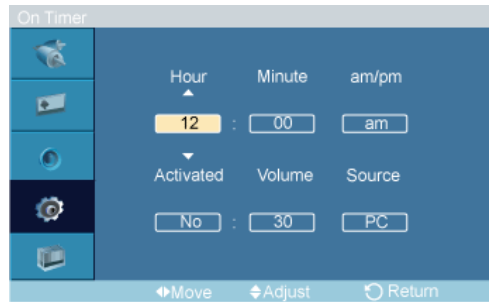 On Timer
Hour Minute am/pm
12 : 00 am
Activated Volume Source
No : 30 PC
Move Adjust Return